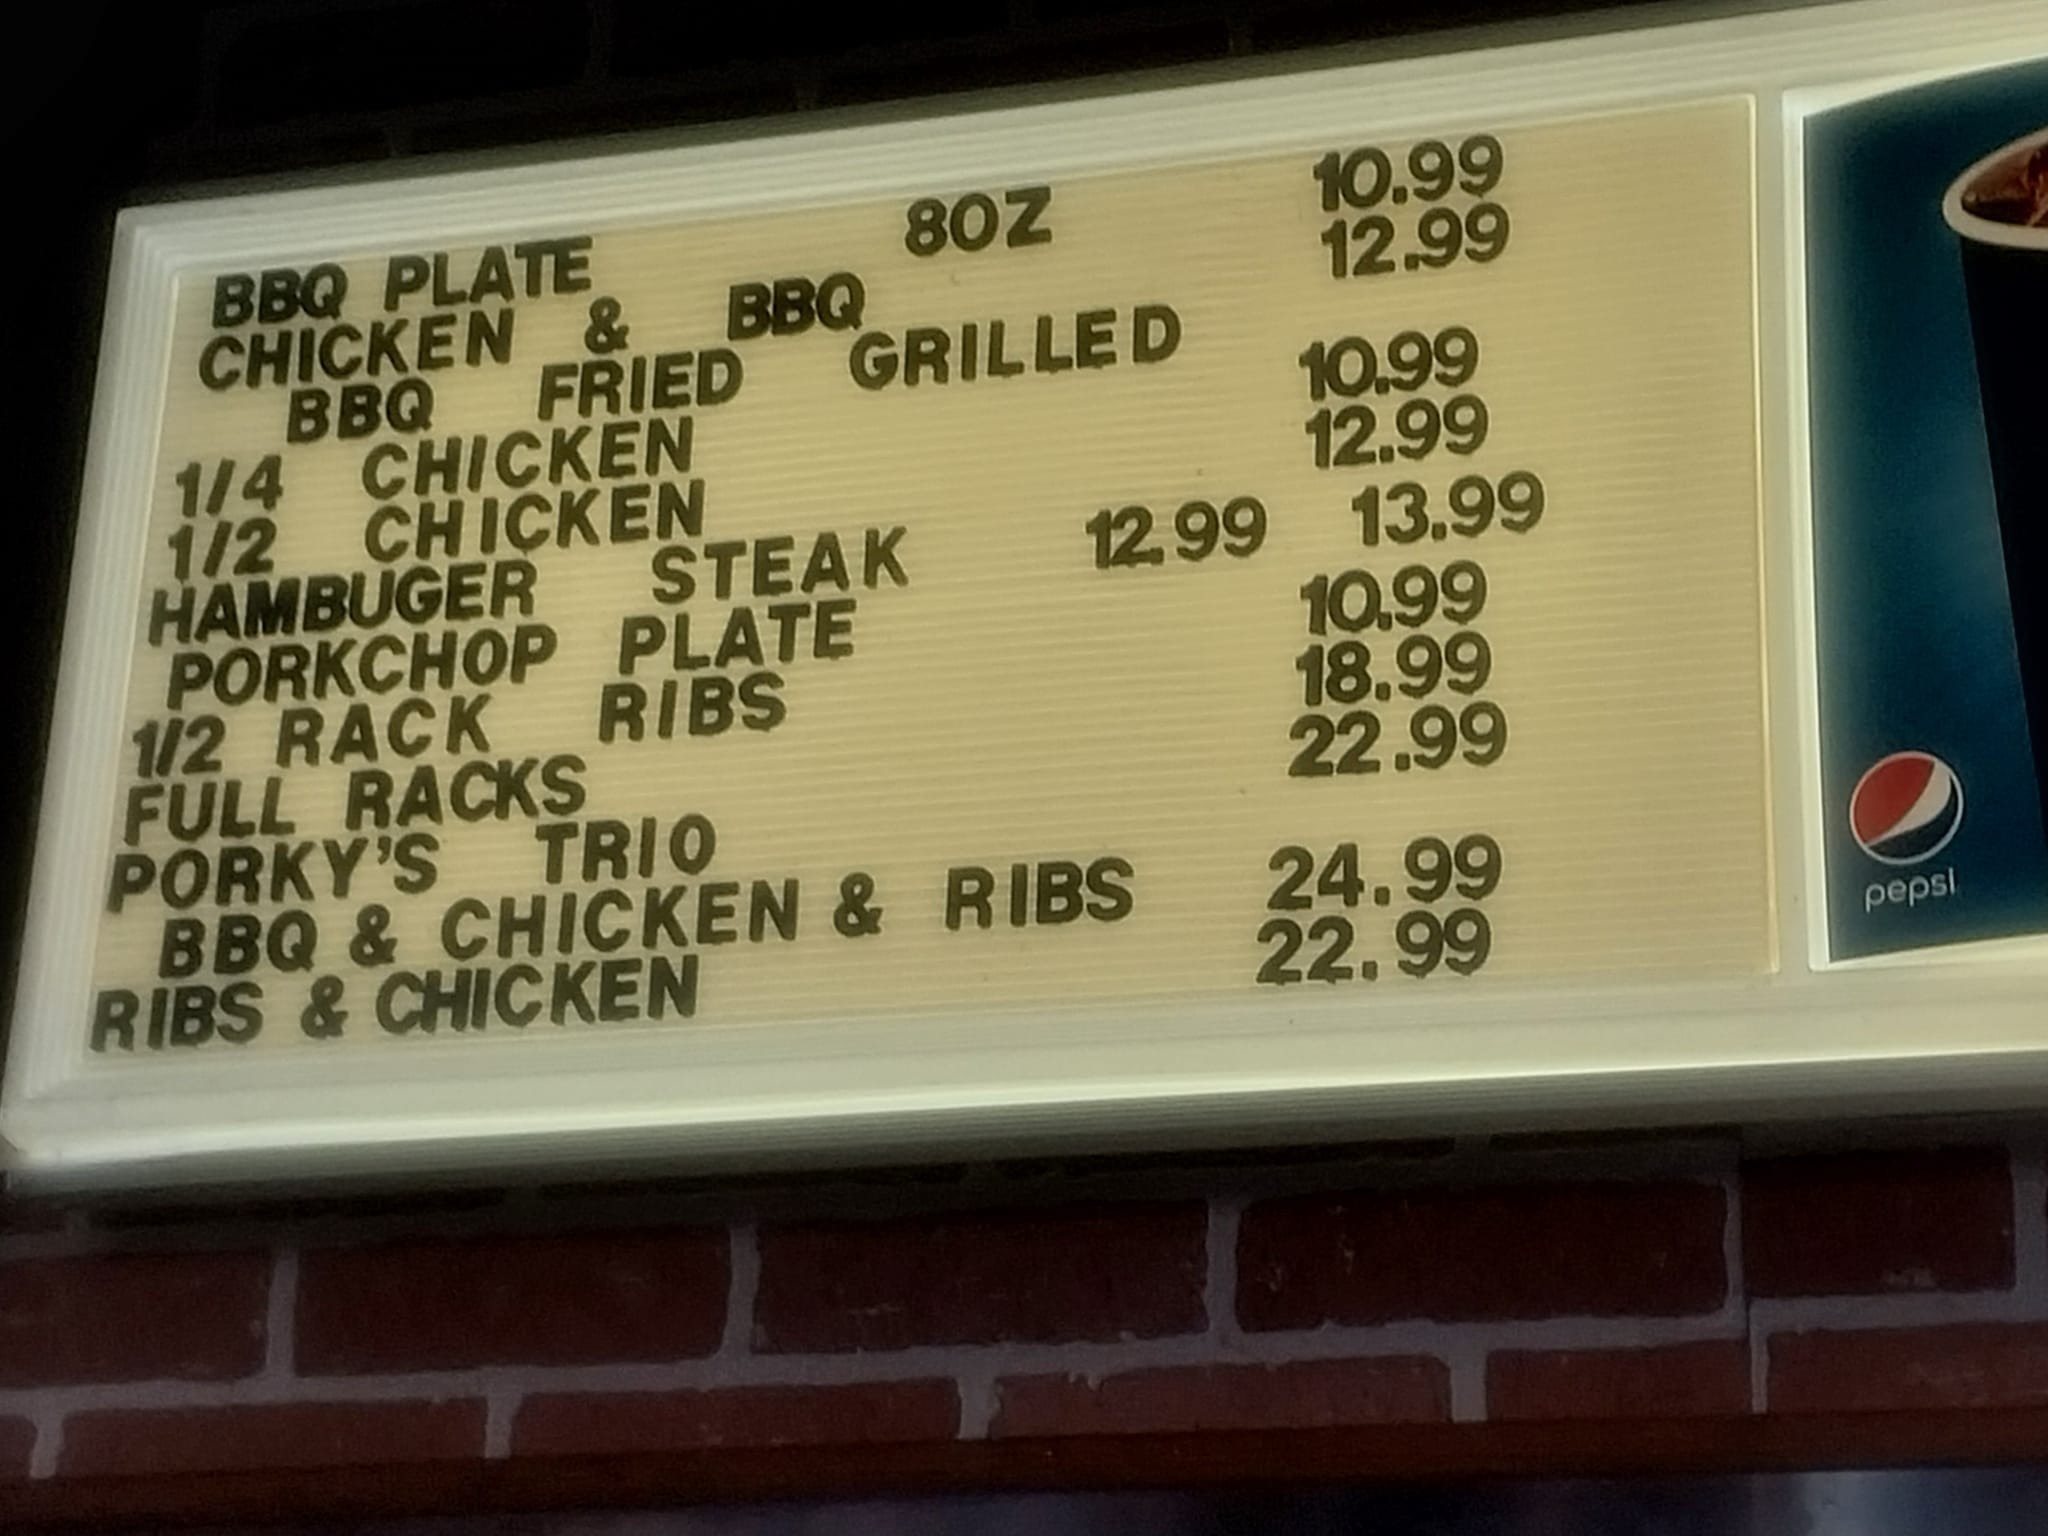 BBQ PLATE 8OZ 10.99
CHICKEN & BBQ 12.99
BBQ FRIED GRILLED
1/4 CHICKEN 10.99
1/2 CHICKEN 12.99
HAMBUGER STEAK 12.99 13.99
PORKCHOP PLATE 10.99
1/2 RACK RIBS 18.99
FULL RACKS 22.99
PORKY'S TRIO
BBQ & CHICKEN & RIBS 24.99
RIBS & CHICKEN 22.99
pepsi